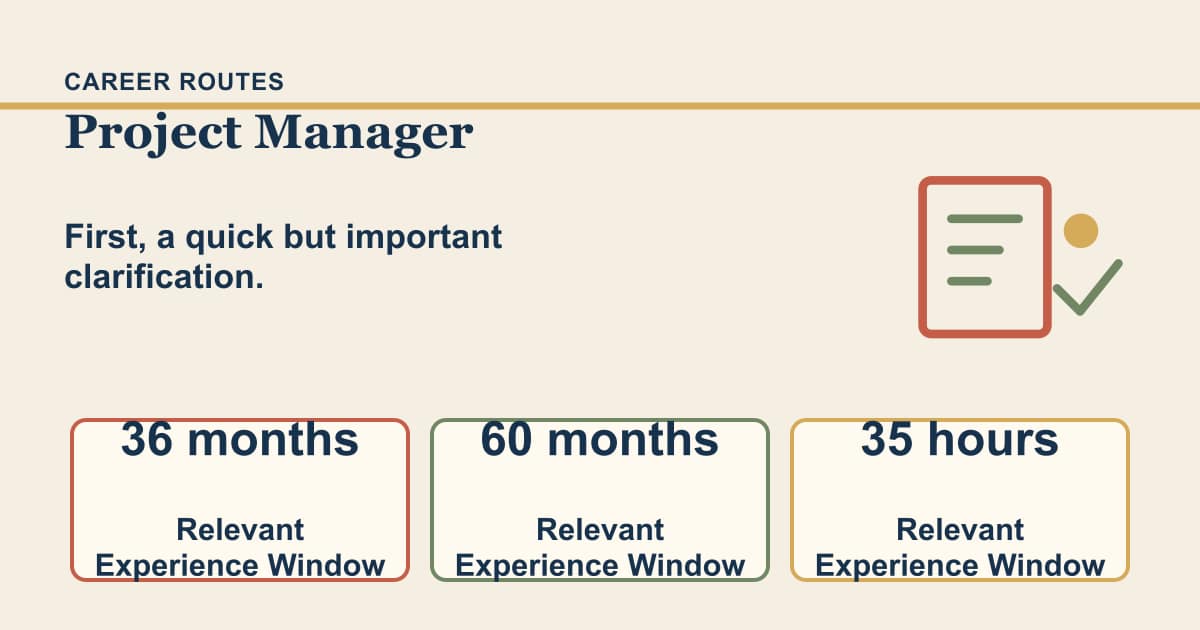 CAREER ROUTES
Project Manager
First, a quick but important
clarification.
36 months
Relevant
Experience Window
60 months
Relevant
Experience Window
35 hours
Relevant
Experience Window